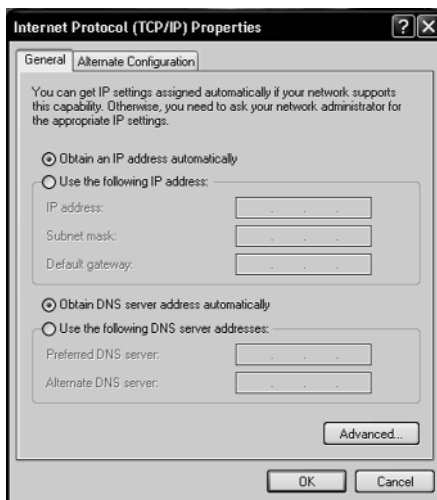 Internet Protocol (TCP/IP) Properties
General
Alternate Configuration
You can get IP settings assigned automatically if your network supports
this capability. Otherwise, you need to ask your network administrator for
the appropriate IP settings.
Obtain an IP address automatically
Use the following IP address:
IP address:
Subnet mask:
Default gateway:
Obtain DNS server address automatically
Use the following DNS server addresses:
Preferred DNS server:
Alternate DNS server:
Advanced...
OK
Cancel